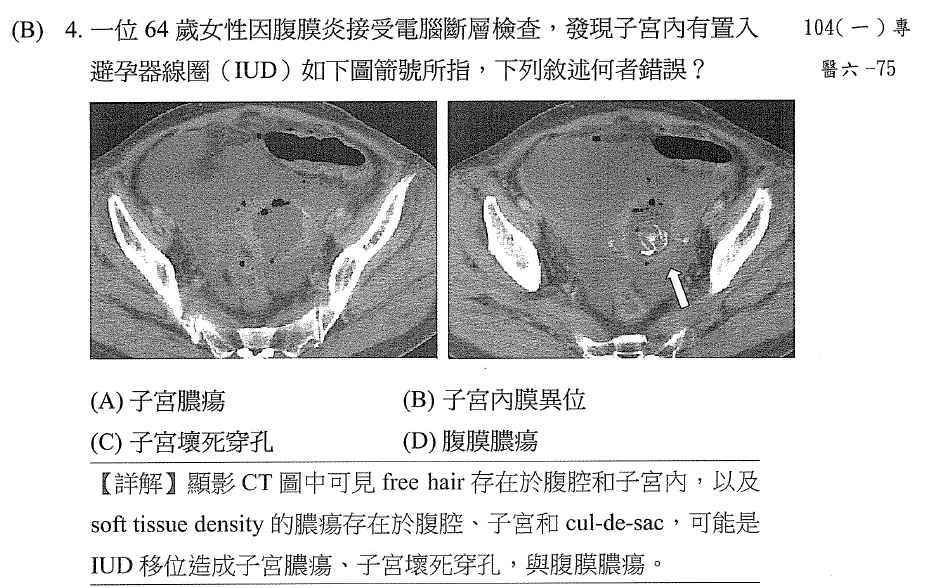 (B) 4. 一位 64 歲女性因腹膜炎接受電腦斷層檢查，發現子宮內有置入 104(一)專
避孕器線圈（IUD）如下圖箭號所指，下列敘述何者錯誤？ 醫六 -75
(A) 子宮膿瘍 (B) 子宮內膜異位
(C) 子宮壞死穿孔 (D) 腹膜膿瘍
【詳解】顯影 CT 圖中可見 free hair 存在於腹腔和子宮內，以及
soft tissue density 的膿瘍存在於腹腔、子宮和 cul-de-sac，可能是
IUD 移位造成子宮膿瘍、子宮壞死穿孔，與腹膜膿瘍。